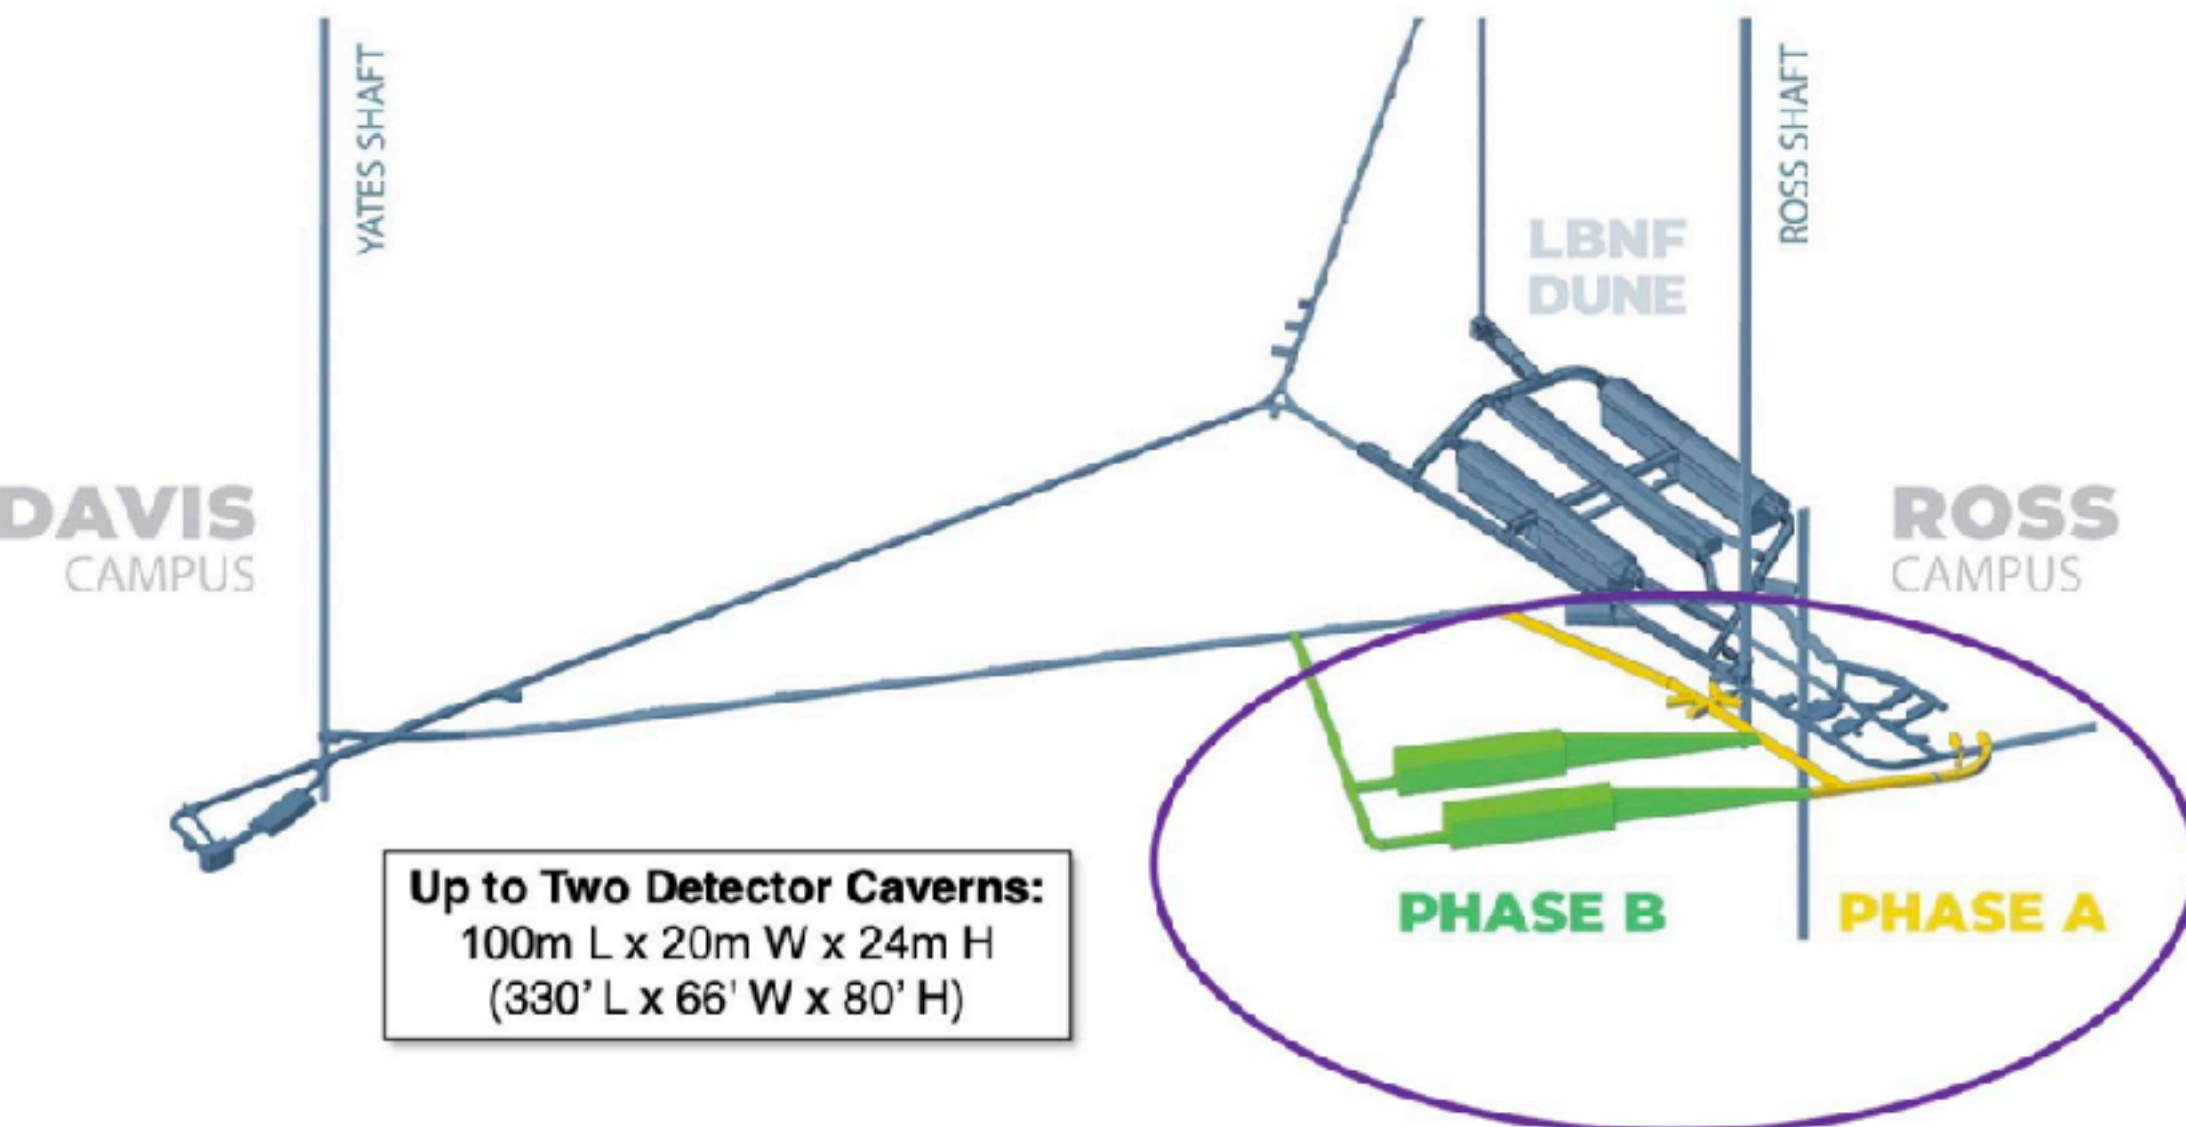 YATES SHAFT
ROSS SHAFT
LBNF
DUNE
DAVIS
CAMPUS
ROSS
CAMPUS
Up to Two Detector Caverns:
100m L x 20m W x 24m H
(330’ L x 66' W x 80’ H)
PHASE B
PHASE A